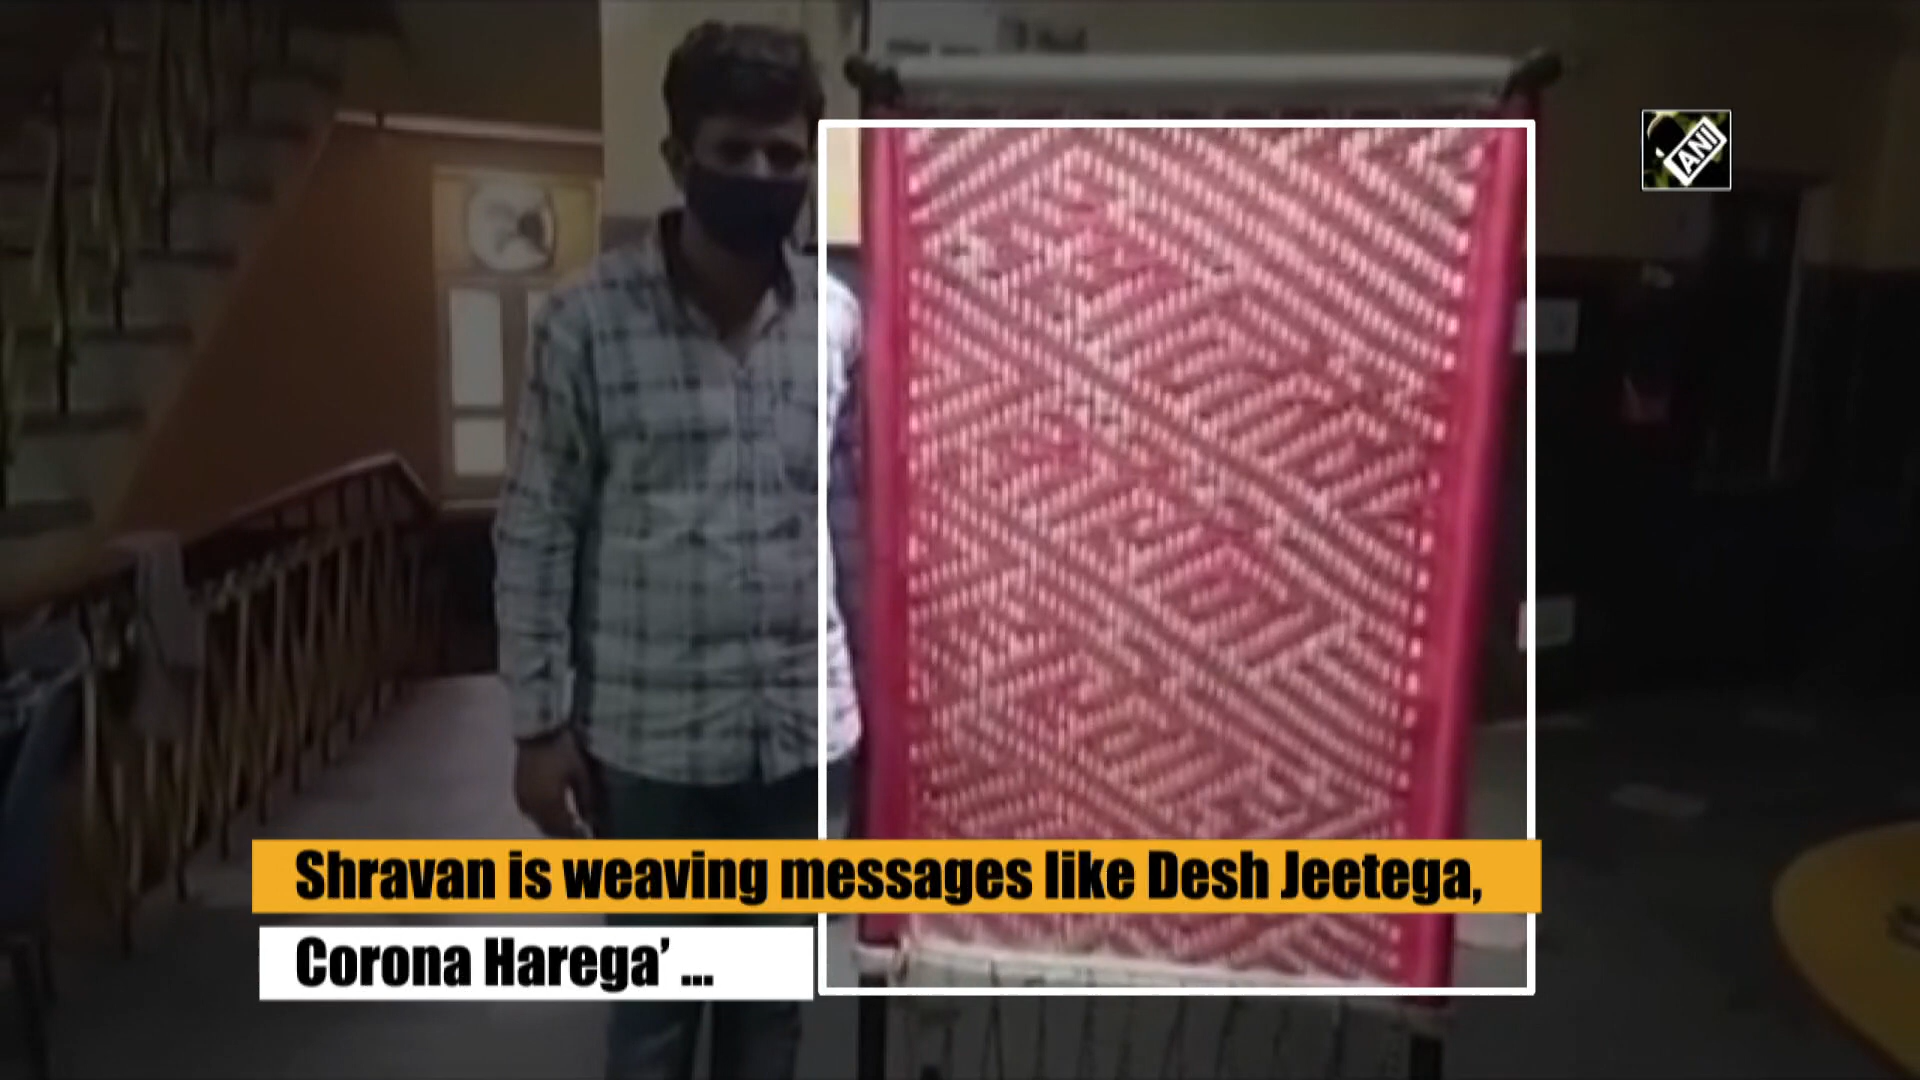 ANI
Shravan is weaving messages like Desh Jeetega,
Corona Harega’ ...